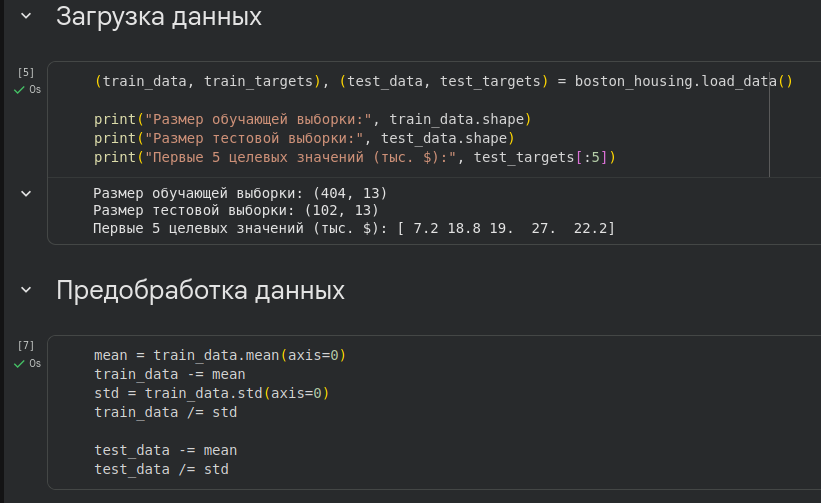 Загрузка данных
[5]
0s
(train_data, train_targets), (test_data, test_targets) = boston_housing.load_data()
print("Размер обучающей выборки:", train_data.shape)
print("Размер тестовой выборки:", test_data.shape)
print("Первые 5 целевых значений (тыс. $):", test_targets[:5])
Размер обучающей выборки: (404, 13)
Размер тестовой выборки: (102, 13)
Первые 5 целевых значений (тыс. $): [ 7.2 18.8 19.  27.  22.2]
Предобработка данных
[7]
0s
mean = train_data.mean(axis=0)
train_data -= mean
std = train_data.std(axis=0)
train_data /= std
test_data -= mean
test_data /= std